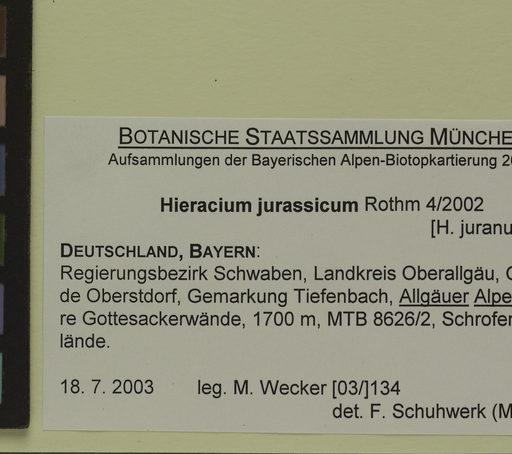 BOTANISCHE STAATSSAMMLUNG MÜNCHE
Aufsammlungen der Bayerischen Alpen-Biotopkartierung 20
Hieracium jurassicum Rothm 4/2002
[H. juranu
DEUTSCHLAND, BAYERN:
Regierungsbezirk Schwaben, Landkreis Oberallgäu, G
de Oberstdorf, Gemarkung Tiefenbach, Allgäuer Alpe
re Gottesackerwände, 1700 m, MTB 8626/2, Schrofer
lände.
18. 7. 2003 leg. M. Wecker [03/]134
det. F. Schuhwerk (M